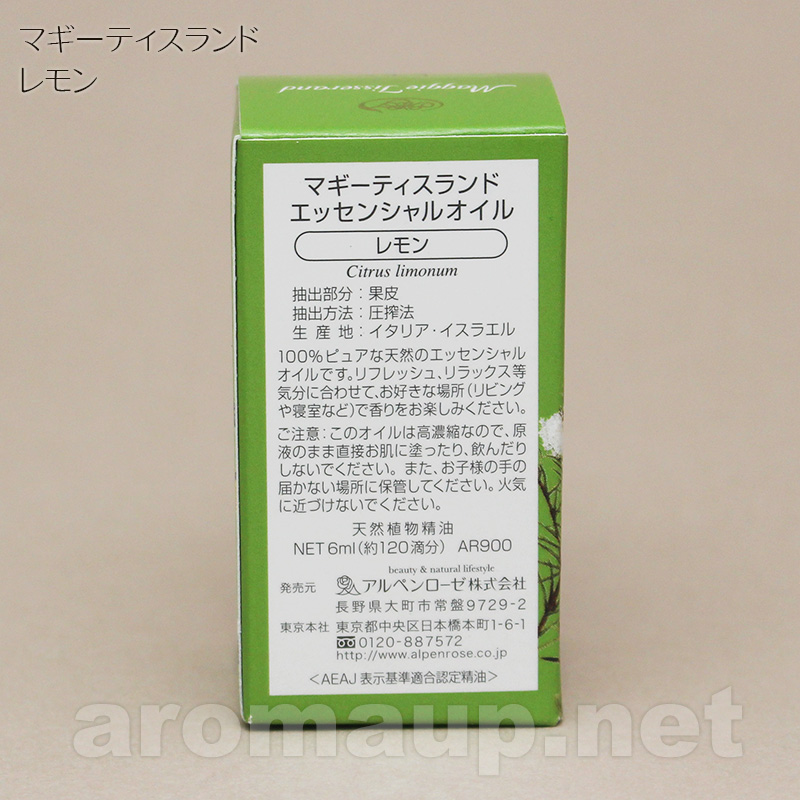 マギーティスランド
レモン
Maggie Tisserand
マギーティスランド
エッセンシャルオイル
レモン
Citrus limonum
抽出部分：果皮
抽出方法：圧搾法
生産地：イタリア・イスラエル
100％ピュアな天然のエッセンシャル
オイルです。リフレッシュ、リラックス等
気分に合わせて、お好きな場所（リビング
や寝室など）で香りをお楽しみください。
ご注意：このオイルは高濃縮なので、原
液のまま直接お肌に塗ったり、飲んだり
しないでください。また、お子様の手の
届かない場所に保管してください。火気
に近づけないでください。
天然植物精油
NET 6ml（約120滴分） AR900
beauty & natural lifestyle
発売元 アルペンローゼ株式会社
長野県大町市常盤9729-2
東京本社 東京都中央区日本橋本町1-6-1
0120-887572
http://www.alpenrose.co.jp
＜AEAJ 表示基準適合認定精油＞
aromaup.net